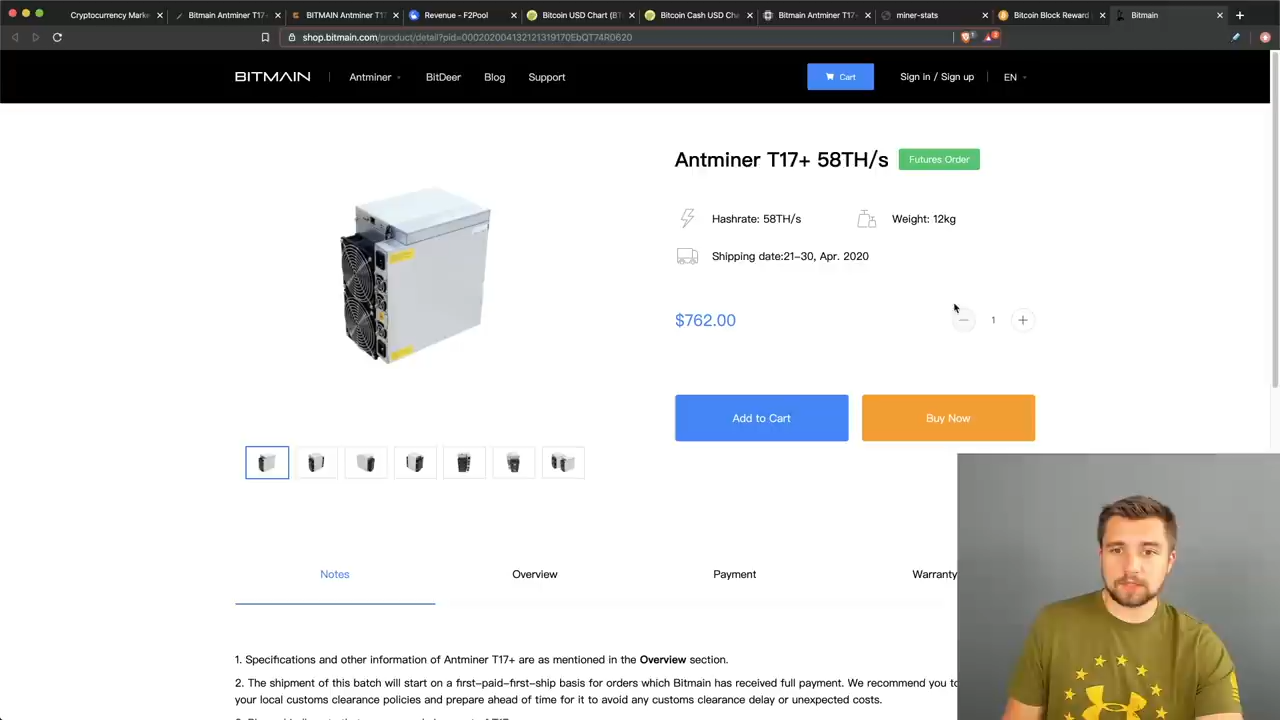 Cryptocurrency Marke
Bitmain Antminer T17+
BITMAIN Antminer T17
Revenue - F2Pool
Bitcoin USD Chart (BT
Bitcoin Cash USD Cha
Bitmain Antminer T17+
miner-stats
Bitcoin Block Reward
Bitmain
shop.bitmain.com/product/detail?pid=00020200413212131917​0EbQT74R0620
BITMAIN
Antminer
BitDeer
Blog
Support
Cart
Sign in / Sign up
EN
Antminer T17+ 58TH/s
Futures Order
Hashrate: 58TH/s
Weight: 12kg
Shipping date:21-30, Apr. 2020
$762.00
1
Add to Cart
Buy Now
Notes
Overview
Payment
Warranty
1. Specifications and other information of Antminer T17+ are as mentioned in the Overview section.
2. The shipment of this batch will start on a first-paid-first-ship basis for orders which Bitmain has received full payment. We recommend you to
your local customs clearance policies and prepare ahead of time for it to avoid any customs clearance delay or unexpected costs.